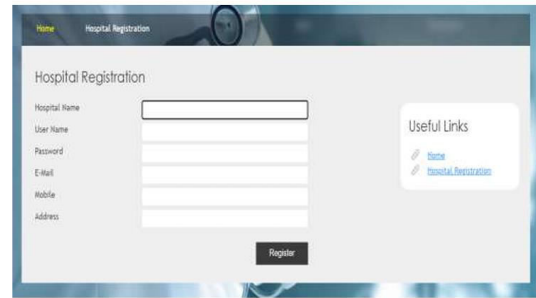 Home Hospital Registration
Hospital Registration
Hospital Name
User Name
Password
E-Mail
Mobile
Address
Register
Useful Links
Home
Hospital Registration